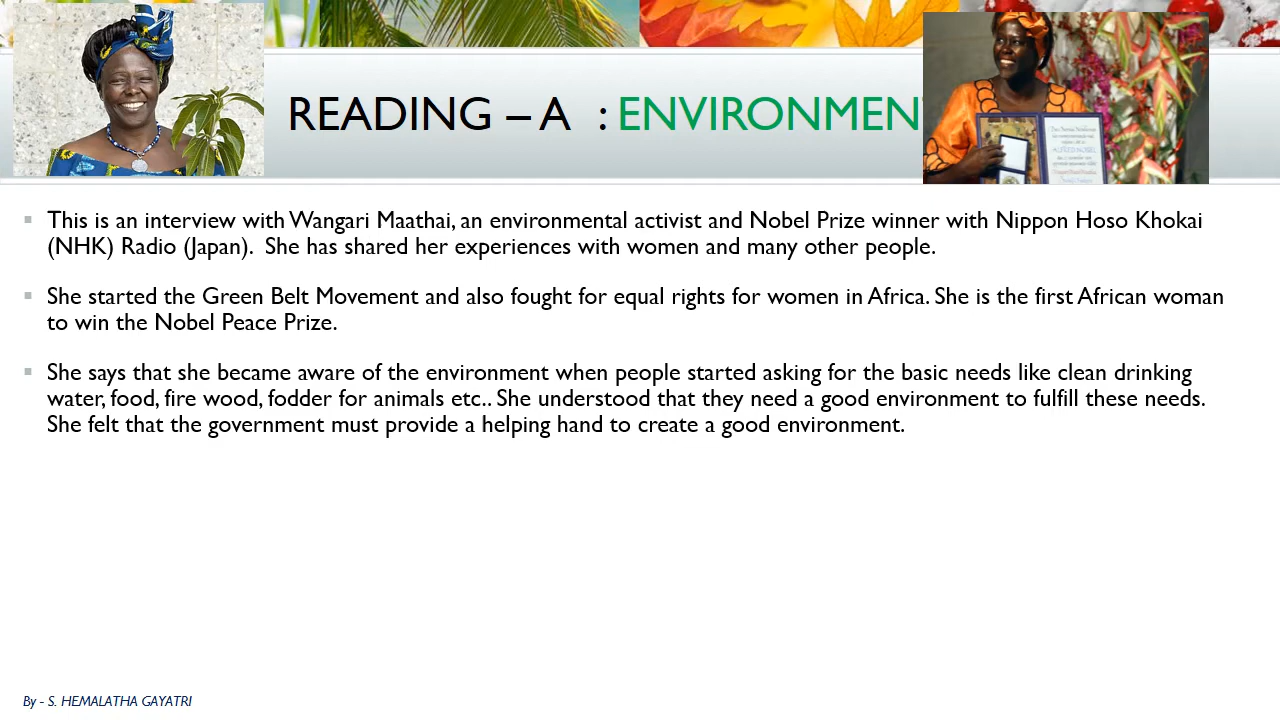 READING – A : ENVIRONMEN
This is an interview with Wangari Maathai, an environmental activist and Nobel Prize winner with Nippon Hoso Khokai
(NHK) Radio (Japan). She has shared her experiences with women and many other people.
She started the Green Belt Movement and also fought for equal rights for women in Africa. She is the first African woman
to win the Nobel Peace Prize.
She says that she became aware of the environment when people started asking for the basic needs like clean drinking
water, food, fire wood, fodder for animals etc.. She understood that they need a good environment to fulfill these needs.
She felt that the government must provide a helping hand to create a good environment.
By - S. HEMALATHA GAYATRI